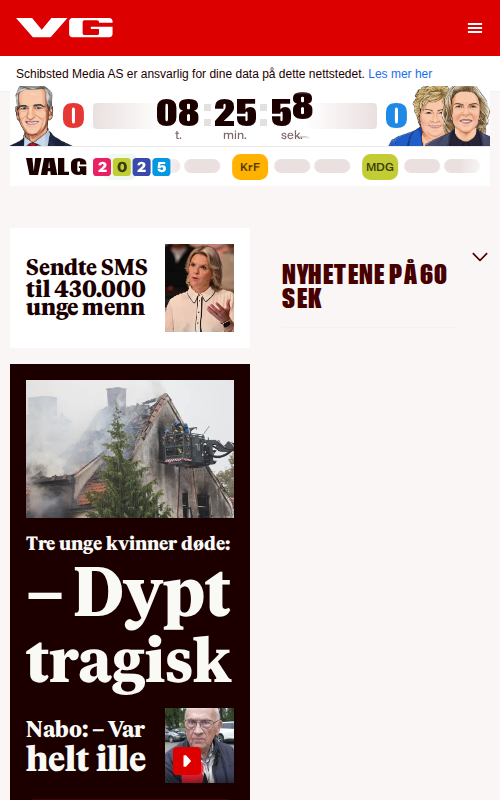 VG
Schibsted Media AS er ansvarlig for dine data på dette nettstedet. Les mer her
0 08:25:58 0
t. min. sek.
VALG 2025 KrF MDG
Sendte SMS
til 430.000
unge menn
NYHETENE PÅ 60
SEK
Tre unge kvinner døde:
– Dypt
tragisk
Nabo: – Var
helt ille